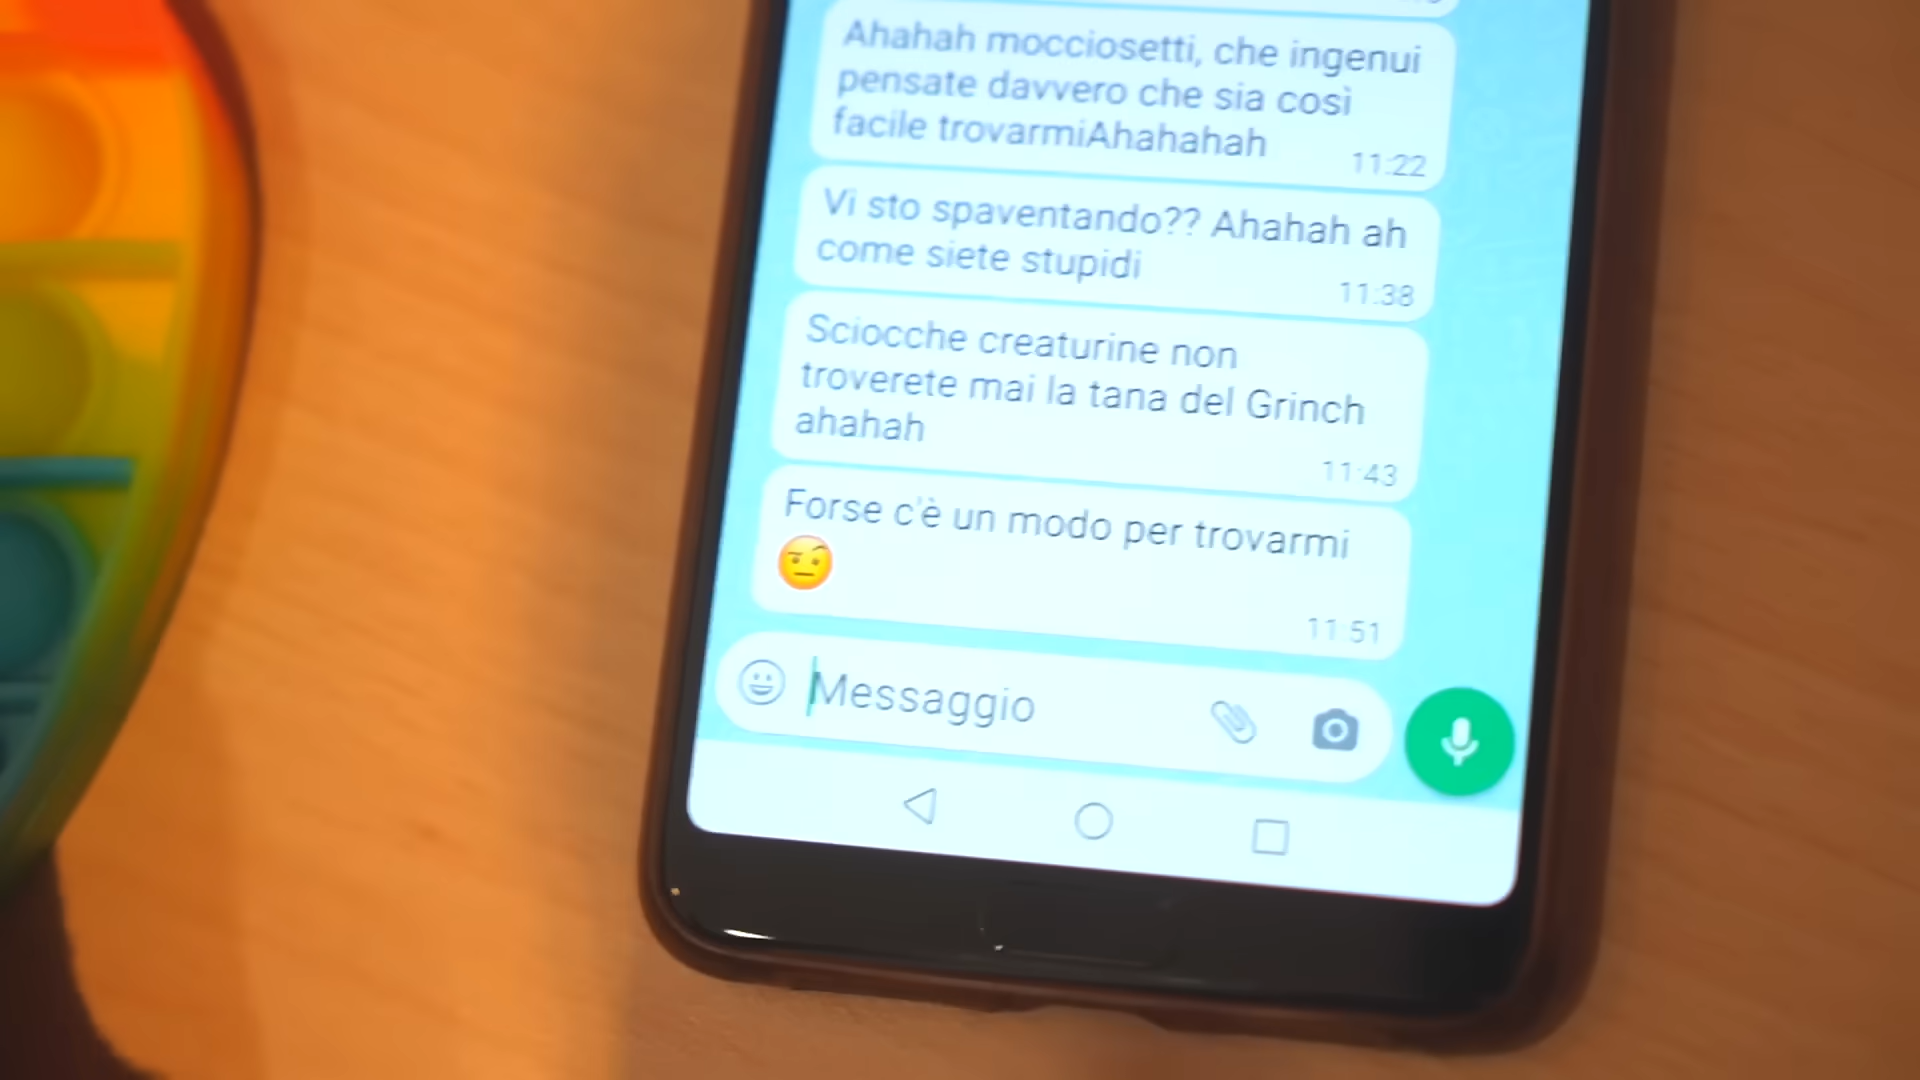 Ahahah mocciosetti, che ingenui
pensate davvero che sia così
facile trovarmiAhahahah
11:22
Vi sto spaventando?? Ahahah ah
come siete stupidi
11:38
Sciocche creaturine non
troverete mai la tana del Grinch
ahahah
11:43
Forse c'è un modo per trovarmi
🤨
11:51
Messaggio